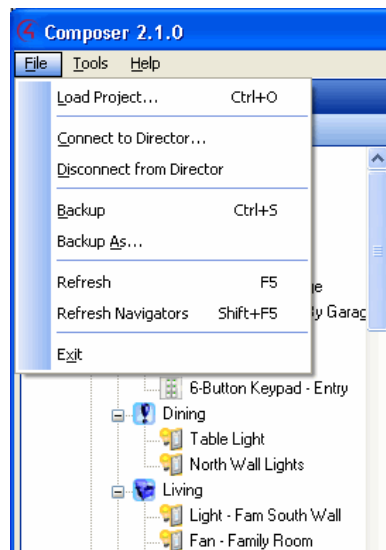 Composer 2.1.0
File Tools Help
Load Project... Ctrl+O
Connect to Director...
Disconnect from Director
Backup Ctrl+S
Backup As...
Refresh F5
Refresh Navigators Shift+F5
Exit
6-Button Keypad - Entry
Dining
Table Light
North Wall Lights
Living
Light - Fam South Wall
Fan - Family Room